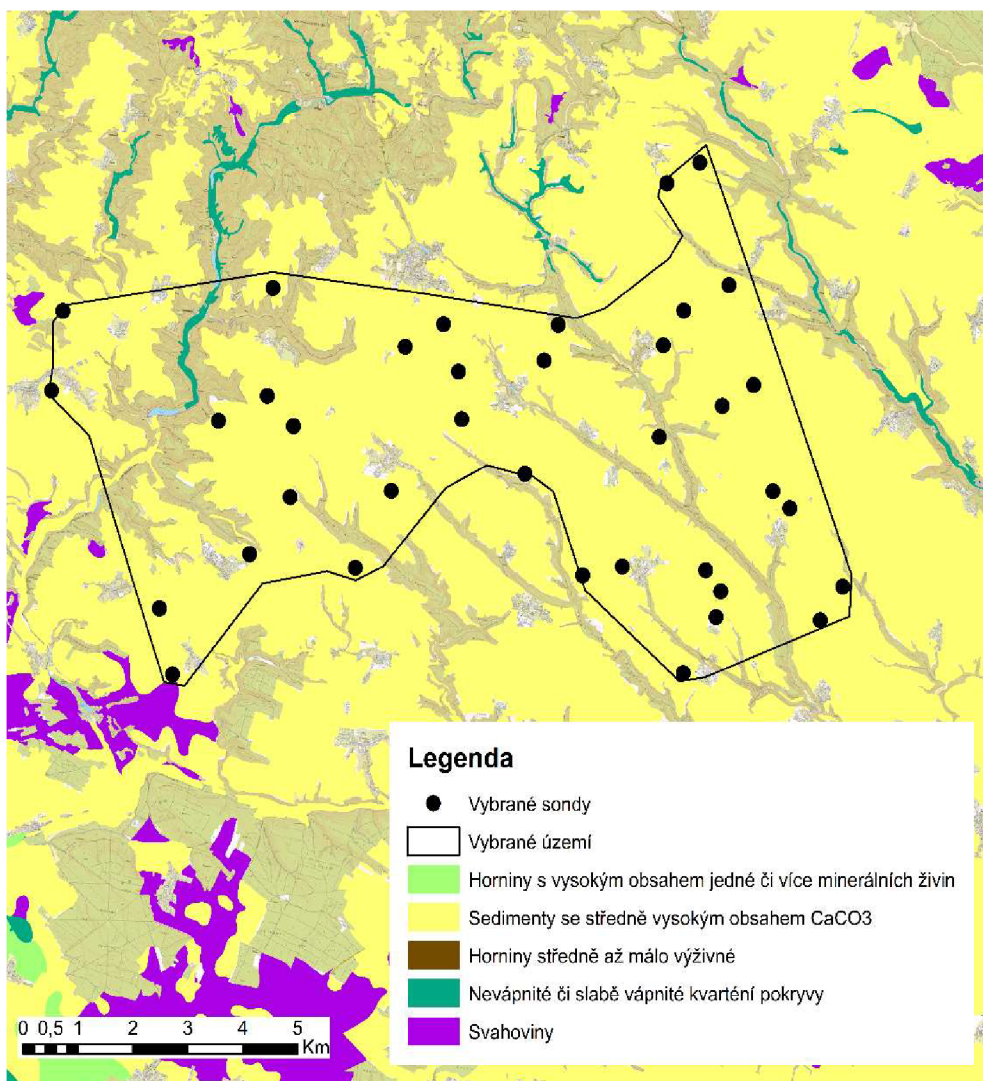 Legenda
Vybrané sondy
Vybrané území
Horniny s vysokým obsahem jedné či více minerálních živin
Sedimenty se středně vysokým obsahem CaCO3
Horniny středně až málo výživné
Nevápnité či slabě vápnité kvarténí pokryvy
Svahoviny
0 0,5 1 2 3 4 5
Km